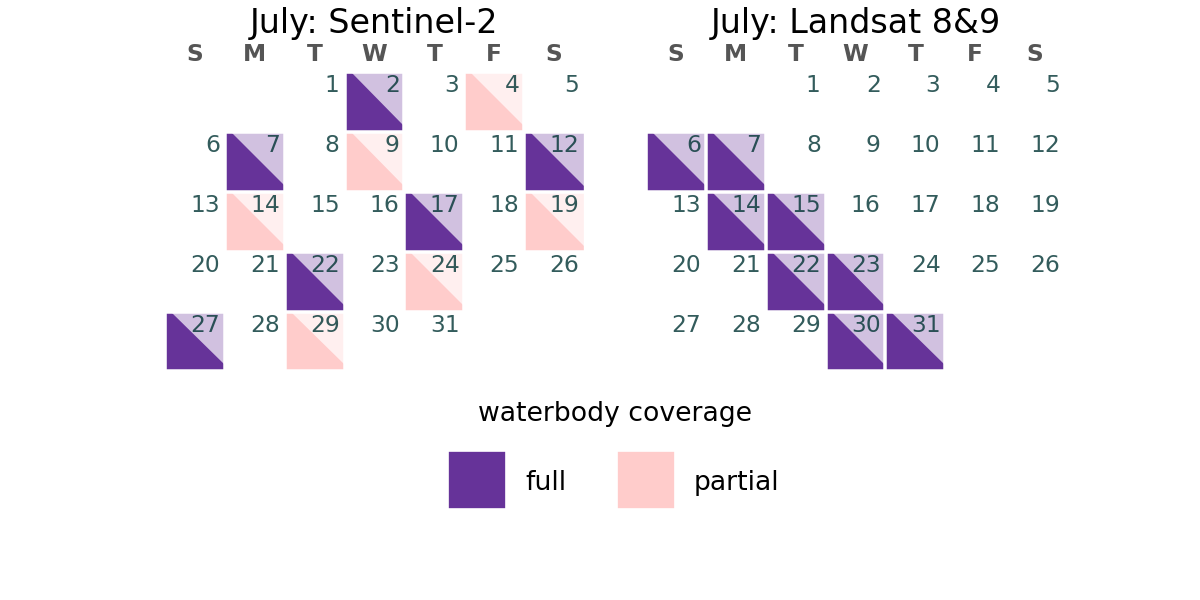 July: Sentinel-2
S M T W T F S
1 2 3 4 5
6 7 8 9 10 11 12
13 14 15 16 17 18 19
20 21 22 23 24 25 26
27 28 29 30 31
July: Landsat 8&9
S M T W T F S
1 2 3 4 5
6 7 8 9 10 11 12
13 14 15 16 17 18 19
20 21 22 23 24 25 26
27 28 29 30 31
waterbody coverage
full
partial